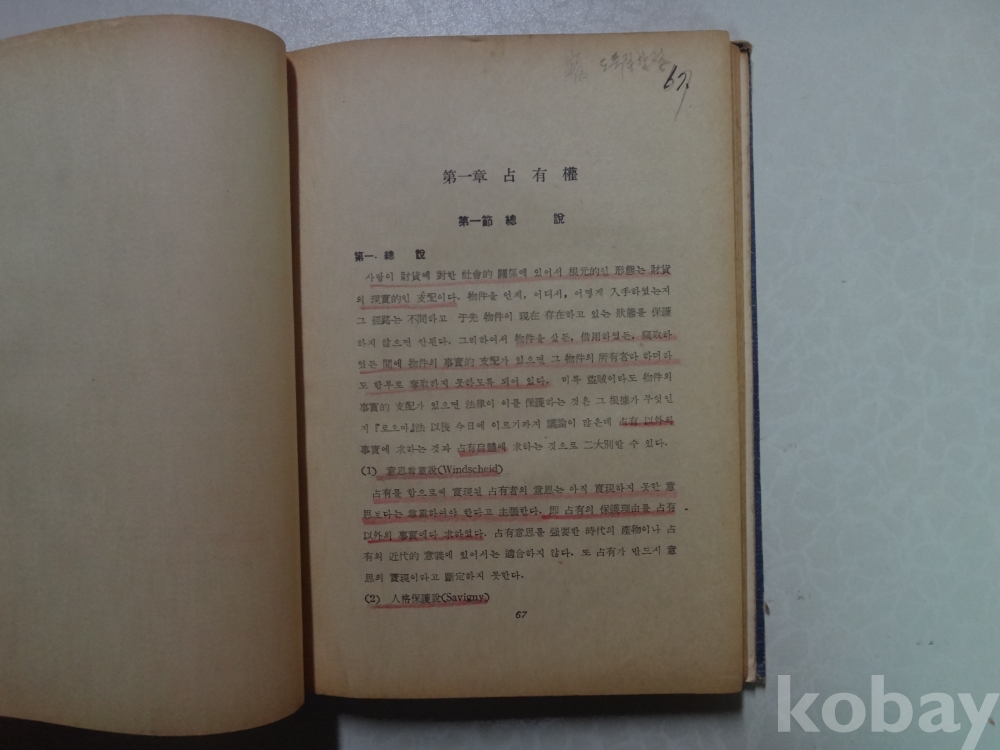 67.
第一章 占有權
第一節 總 說
第一. 總 說
사람이 財貨에 對한 社會的 關係에 있어서 根元的인 形態는 財貨
의 現實的인 支配이다. 物件을 언제, 어디서, 어떻게 入手하였는지
그 經路는 不問하고 于先 物件이 現在 存在하고 있는 狀態를 保護
하지 않으면 안된다. 그리하여서 物件을 샀든, 借用하였든, 竊取하
였든 間에 物件의 事實的 支配가 있으면 그 物件의 所有者라 하더라
도 함부로 奪取하지 못하도록 되어 있다. 비록 盜賊이라도 物件의
事實的 支配가 있으면 法律이 이를 保護하는 것은 그 根據가 무엇인
지 『로오마』法 以後 今日에 이르기까지 議論이 많은데 占有 以外의
事實에 求하는 것과 占有自體에 求하는 것으로 二大別할 수 있다.
(1) 意思尊重說(Windscheid)
占有를 함으로써 實現된 占有者의 意思는 아직 實現하지 못한 意
思보다는 尊重하여야 한다고 主張한다. 即 占有의 保護理由를 占有
以外의 事實에다 求하였다. 占有意思를 强要한 時代의 產物이나 占
有의 近代的 意義에 있어서는 適合하지 않다. 또 占有가 반드시 意
思의 實現이라고 斷定하지 못한다.
(2) 人格保護說(Savigny)
67
kobay